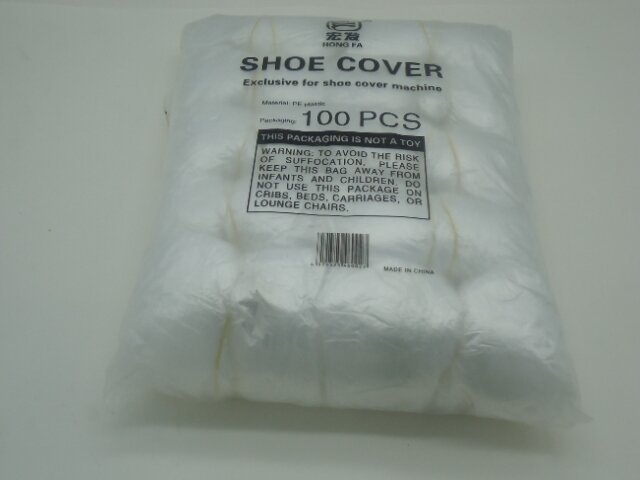 宏发
HONG FA
SHOE COVER
Exclusive for shoe cover machine
Material: PE plastic
Packaging: 100 PCS
THIS PACKAGING IS NOT A TOY
WARNING: TO AVOID THE RISK
OF SUFFOCATION. PLEASE
KEEP THIS BAG AWAY FROM
INFANTS AND CHILDREN. DO
NOT USE THIS PACKAGE ON
CRIBS, BEDS, CARRIAGES, OR
LOUNGE CHAIRS.
MADE IN CHINA